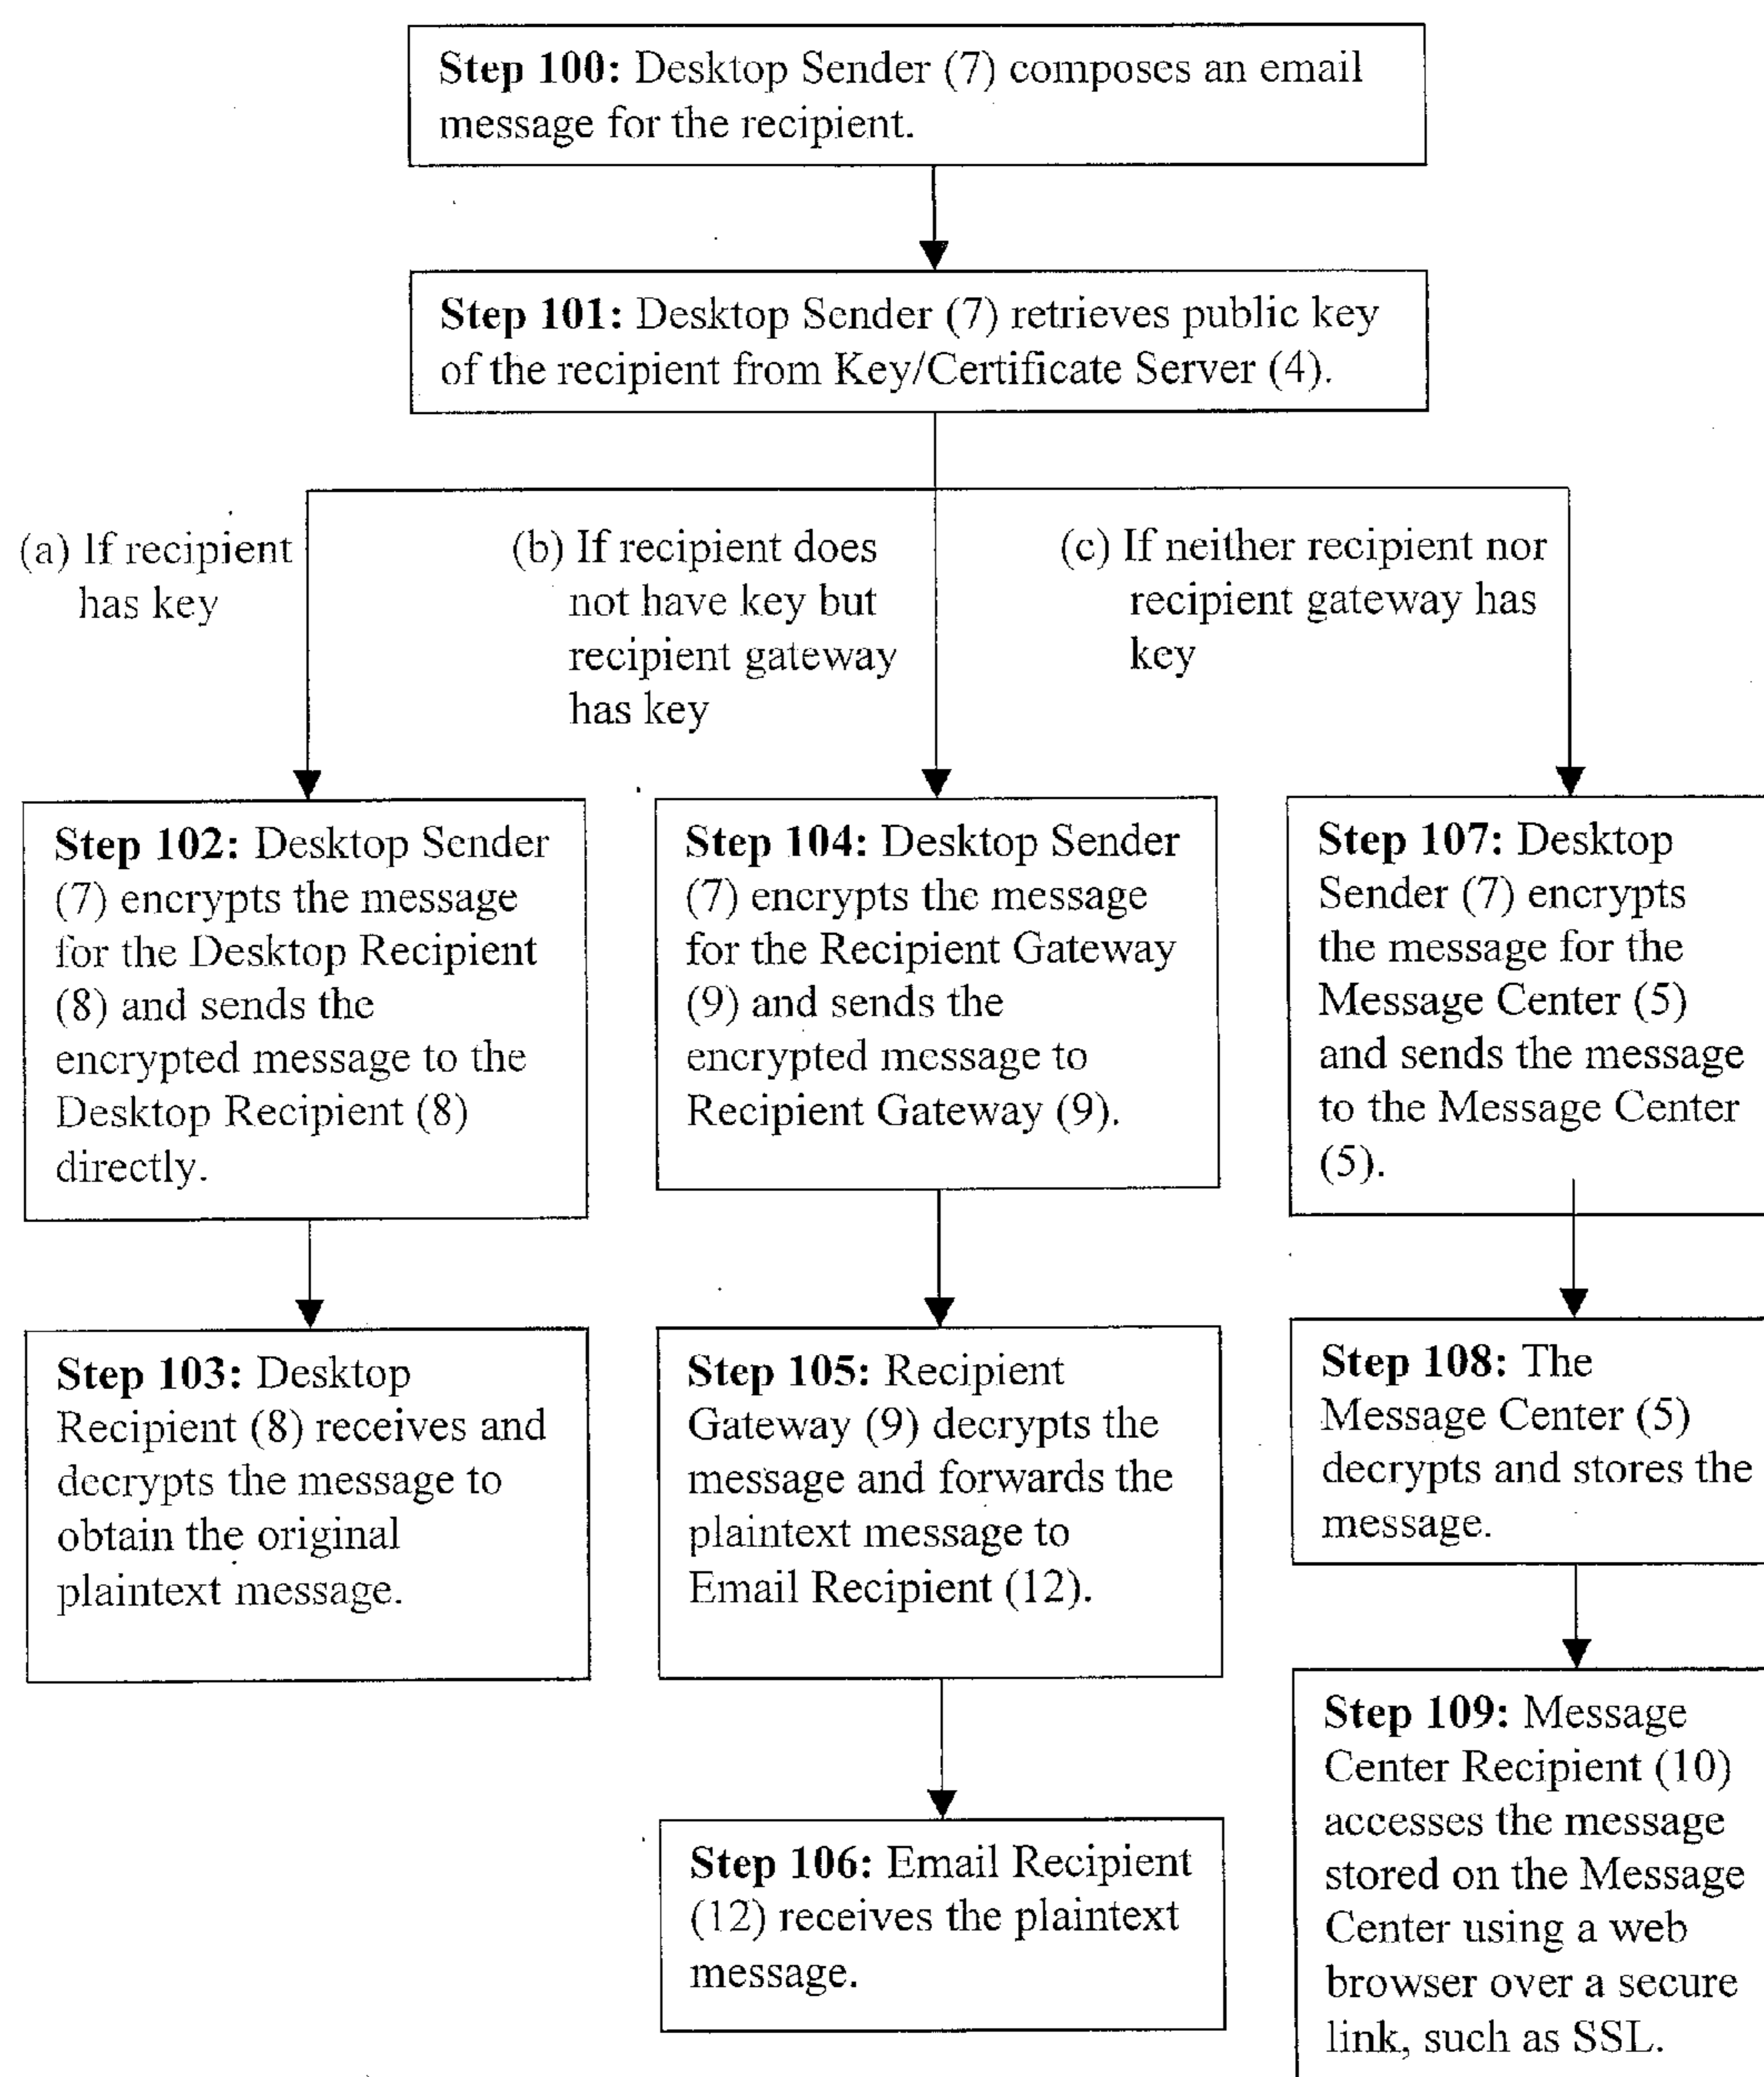 Step 100: Desktop Sender (7) composes an email
message for the recipient.
Step 101: Desktop Sender (7) retrieves public key
of the recipient from Key/Certificate Server (4).
(a) If recipient
has key
(b) If recipient does
not have key but
recipient gateway
has key
(c) If neither recipient nor
recipient gateway has
key
Step 102: Desktop Sender
(7) encrypts the message
for the Desktop Recipient
(8) and sends the
encrypted message to the
Desktop Recipient (8)
directly.
Step 104: Desktop Sender
(7) encrypts the message
for the Recipient Gateway
(9) and sends the
encrypted message to
Recipient Gateway (9).
Step 107: Desktop
Sender (7) encrypts
the message for the
Message Center (5)
and sends the message
to the Message Center
(5).
Step 103: Desktop
Recipient (8) receives and
decrypts the message to
obtain the original
plaintext message.
Step 105: Recipient
Gateway (9) decrypts the
message and forwards the
plaintext message to
Email Recipient (12).
Step 108: The
Message Center (5)
decrypts and stores the
message.
Step 106: Email Recipient
(12) receives the plaintext
message.
Step 109: Message
Center Recipient (10)
accesses the message
stored on the Message
Center using a web
browser over a secure
link, such as SSL.